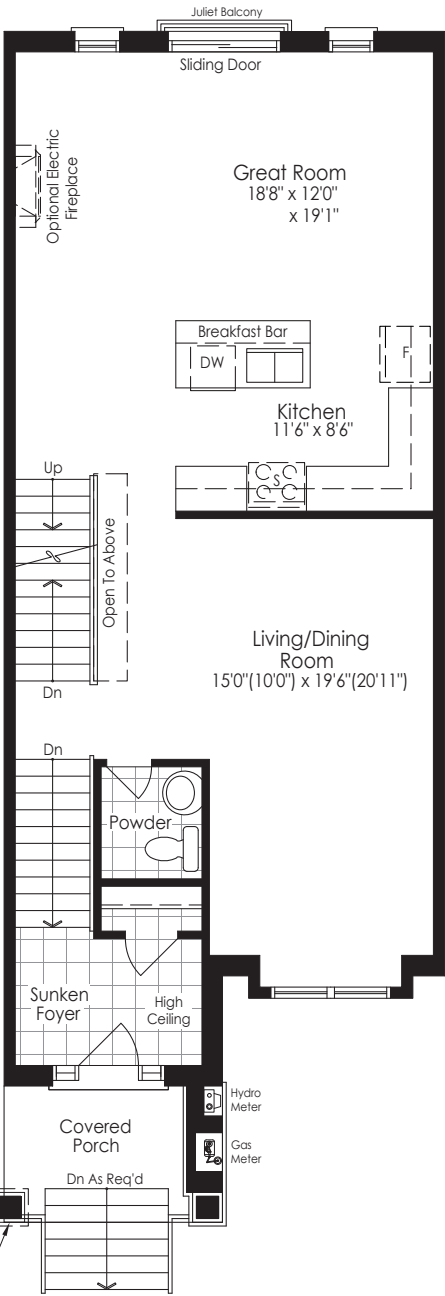 Juliet Balcony
Sliding Door
Optional Electric
Fireplace
Great Room
18'8" x 12'0"
x 19'1"
Breakfast Bar
DW
F
Kitchen
11'6" x 8'6"
S
Up
Open To Above
Dn
Living/Dining
Room
15'0"(10'0") x 19'6"(20'11")
Dn
Powder
Sunken
Foyer
High
Ceiling
Hydro
Meter
Covered
Porch
Gas
Meter
Dn As Req'd